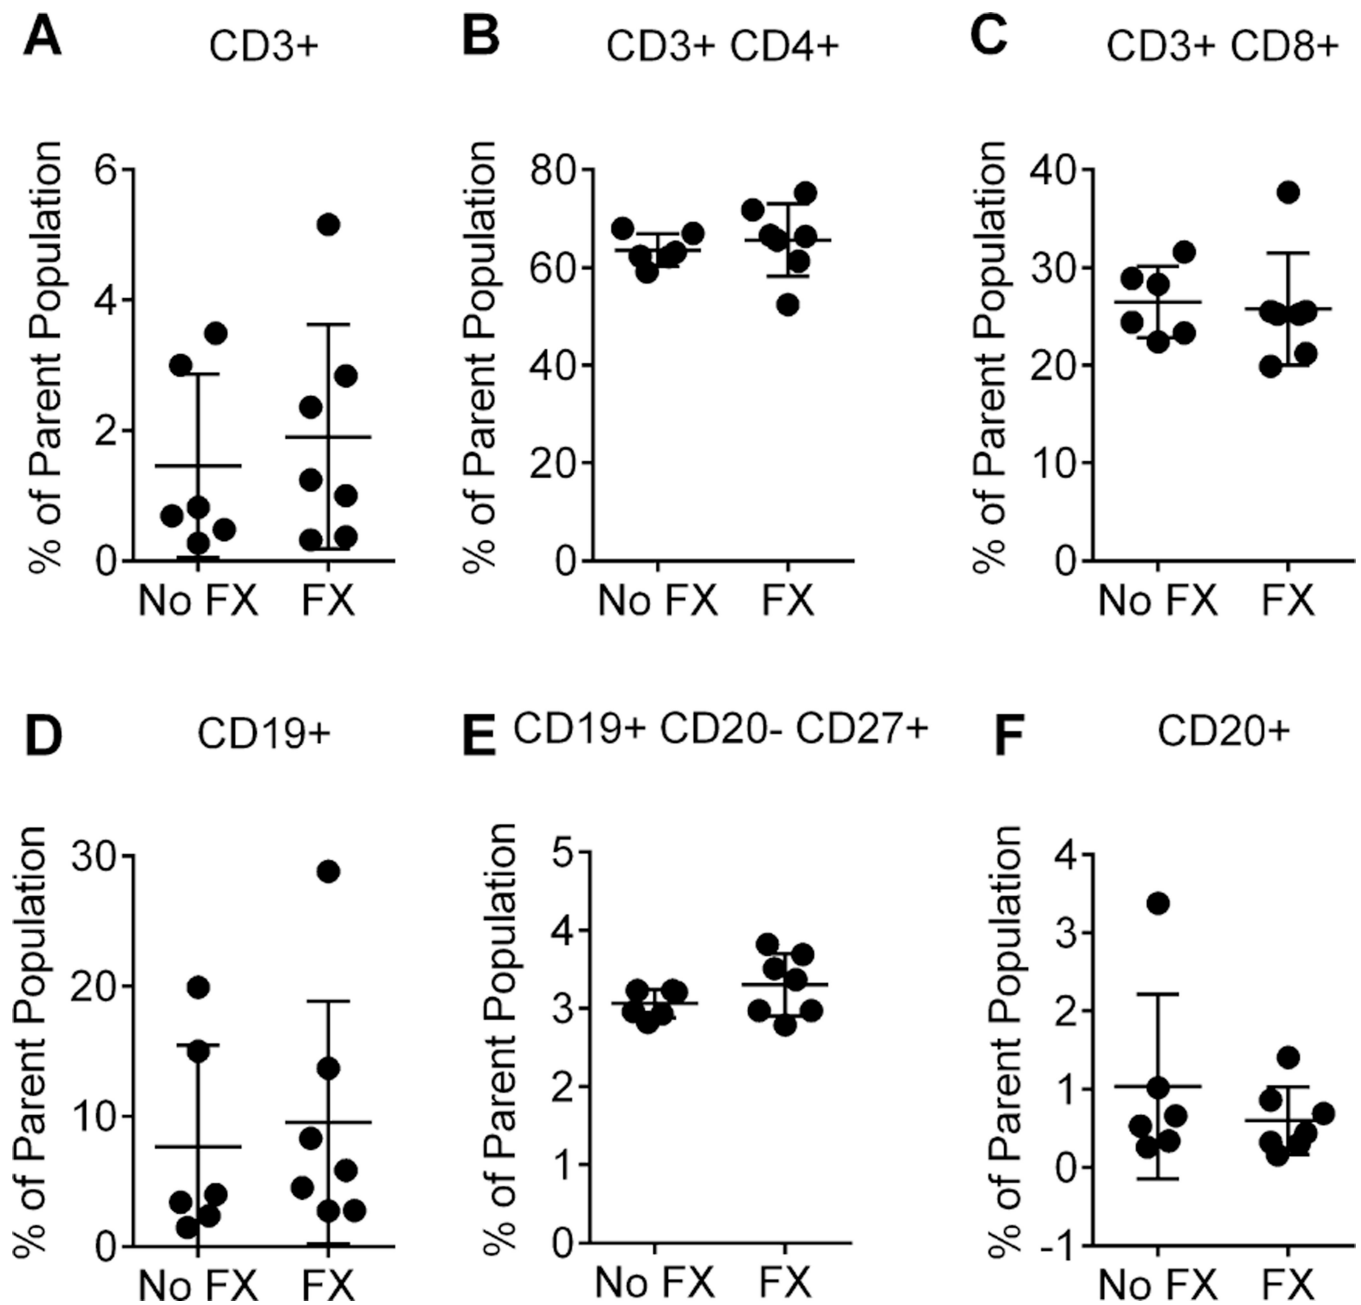 A
CD3+
% of Parent Population
6
4
2
0
No FX
FX
B
CD3+ CD4+
% of Parent Population
80
60
40
20
0
No FX
FX
C
CD3+ CD8+
% of Parent Population
40
30
20
10
0
No FX
FX
D
CD19+
% of Parent Population
30
20
10
0
No FX
FX
E
CD19+ CD20- CD27+
% of Parent Population
5
4
3
2
1
0
No FX
FX
F
CD20+
% of Parent Population
4
3
2
1
0
-1
No FX
FX